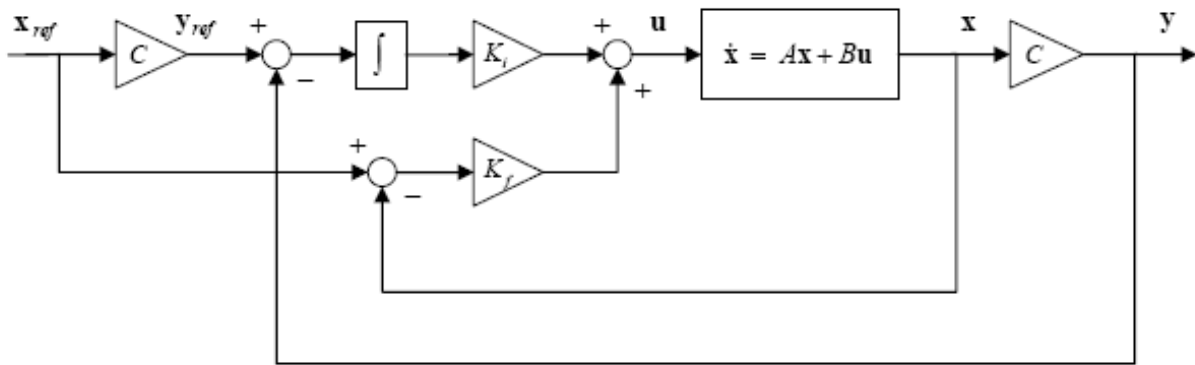 x_ref C y_ref + − ∫ K_i + + u ẋ = Ax + Bu x C y
+ − K_f